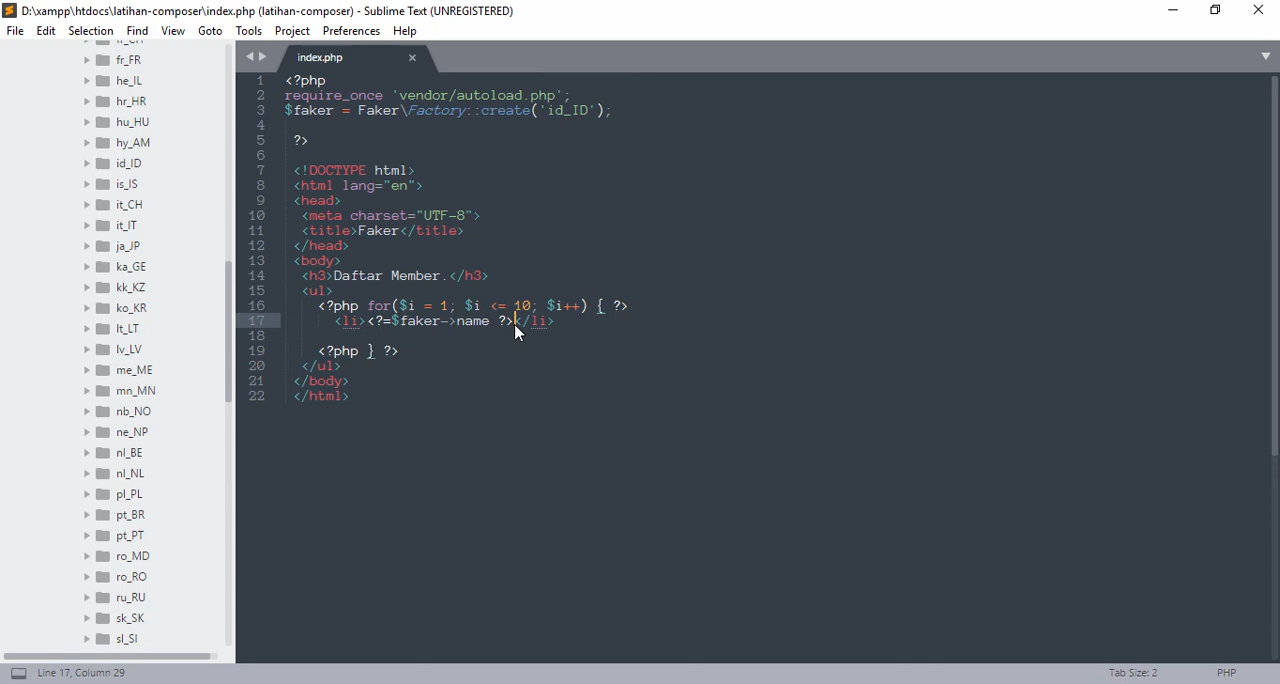 D:\xampp\htdocs\latihan-composer\index.php (latihan-composer) - Sublime Text (UNREGISTERED)
File Edit Selection Find View Goto Tools Project Preferences Help
fr_FR
he_IL
hr_HR
hu_HU
hy_AM
id_ID
is_IS
it_CH
it_IT
ja_JP
ka_GE
kk_KZ
ko_KR
lt_LT
lv_LV
me_ME
mn_MN
nb_NO
ne_NP
nl_BE
nl_NL
pl_PL
pt_BR
pt_PT
ro_MD
ro_RO
ru_RU
sk_SK
sl_SI
index.php
1 <?php
2 require_once 'vendor/autoload.php';
3 $faker = Faker\Factory::create('id_ID');
4
5 ?>
6
7 <!DOCTYPE html>
8 <html lang="en">
9 <head>
10 <meta charset="UTF-8">
11 <title>Faker</title>
12 </head>
13 <body>
14 <h3>Daftar Member.</h3>
15 <ul>
16 <?php for($i = 1; $i <= 10; $i++) { ?>
17 <li><?=$faker->name ?></li>
18
19 <?php } ?>
20 </ul>
21 </body>
22 </html>
Line 17, Column 29
Tab Size: 2
PHP